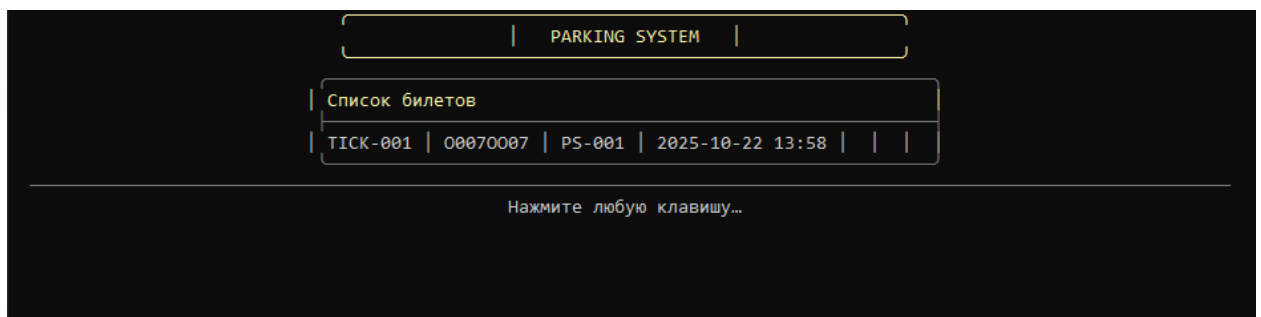 PARKING SYSTEM
Список билетов
TICK-001 | O007OO07 | PS-001 | 2025-10-22 13:58 | | |
Нажмите любую клавишу…